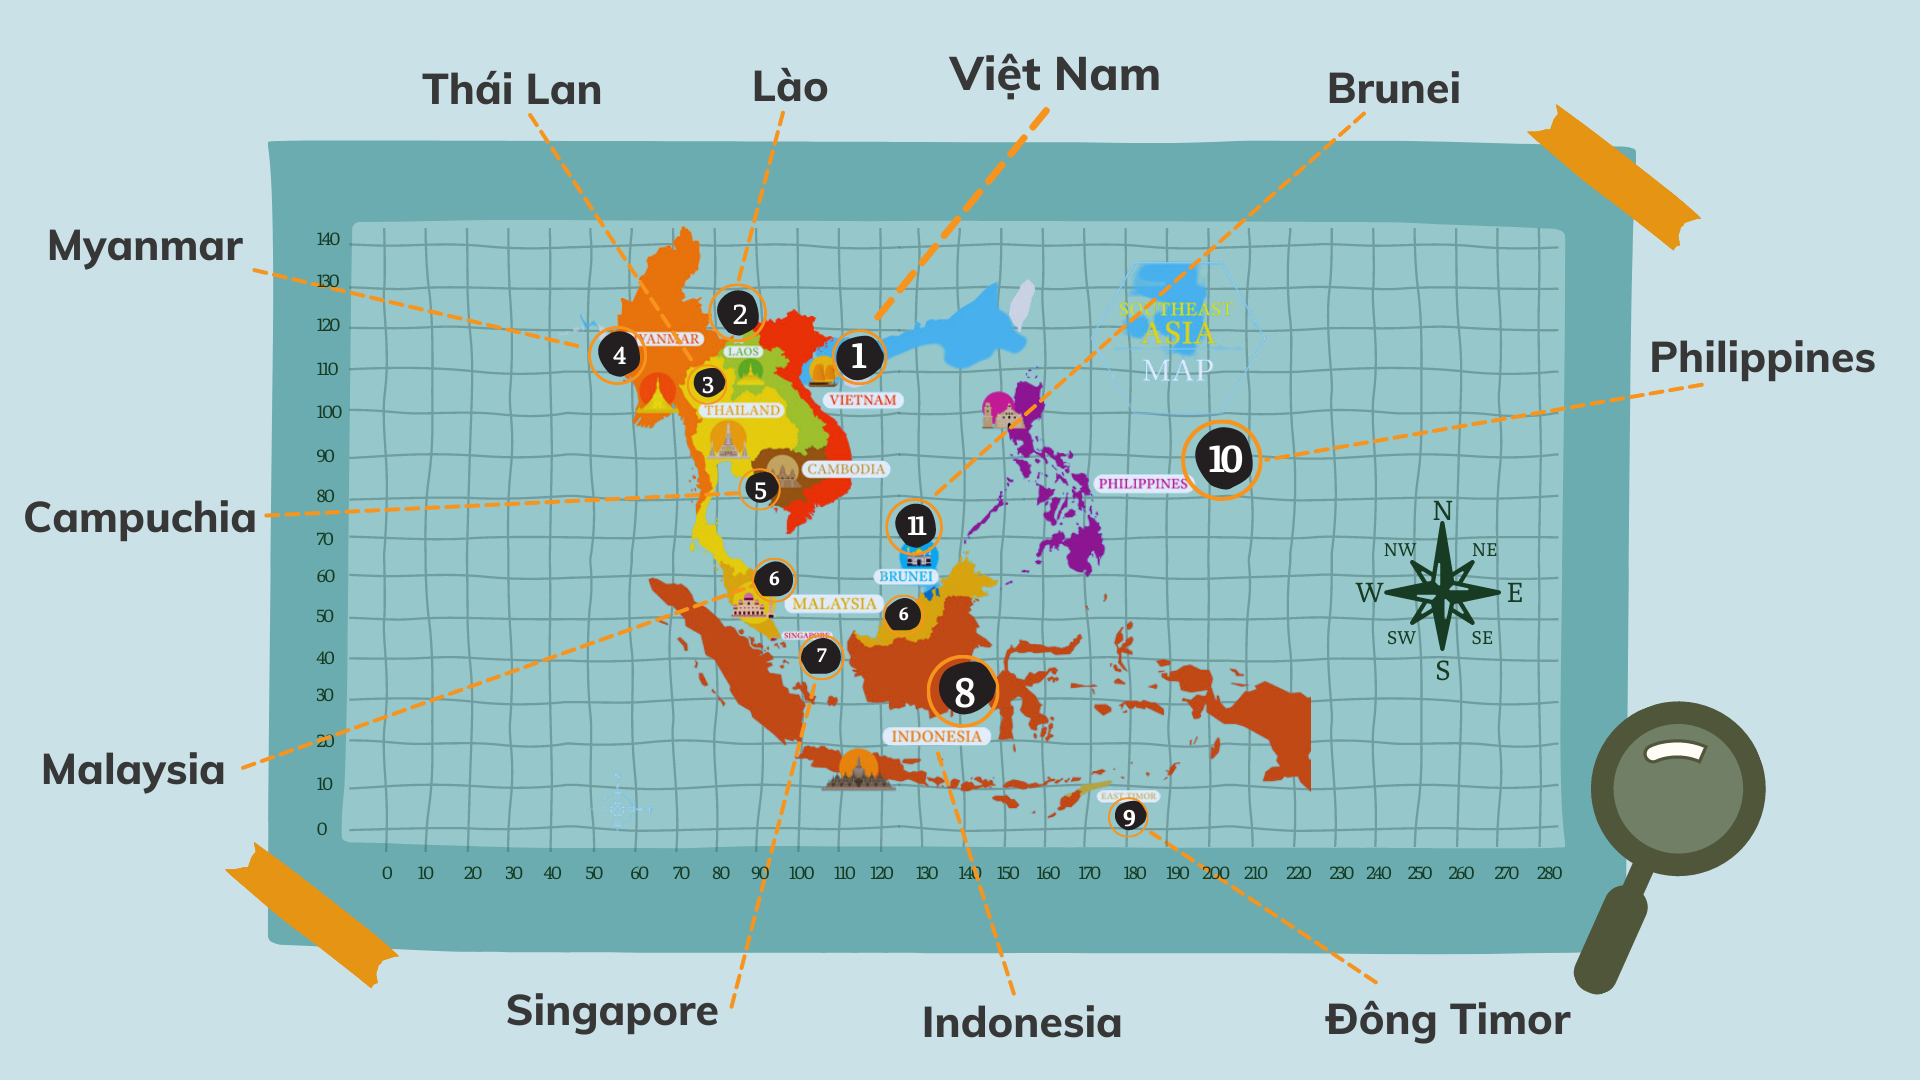 Thái Lan
Lào
Việt Nam
Brunei
Myanmar
Campuchia
Malaysia
Philippines
Singapore
Indonesia
Đông Timor
SOUTHEAST
ASIA
MAP
2
4
YANMAR
LAOS
1
3
VIETNAM
THAILAND
CAMBODIA
5
10
PHILIPPINES
11
BRUNEI
6
MALAYSIA
6
SINGAPORE
7
8
INDONESIA
EAST TIMOR
9
N
NW
NE
W
E
SW
SE
S
140
130
120
110
100
90
80
70
60
50
40
30
20
10
0
0 10 20 30 40 50 60 70 80 90 100 110 120 130 140 150 160 170 180 190 200 210 220 230 240 250 260 270 280